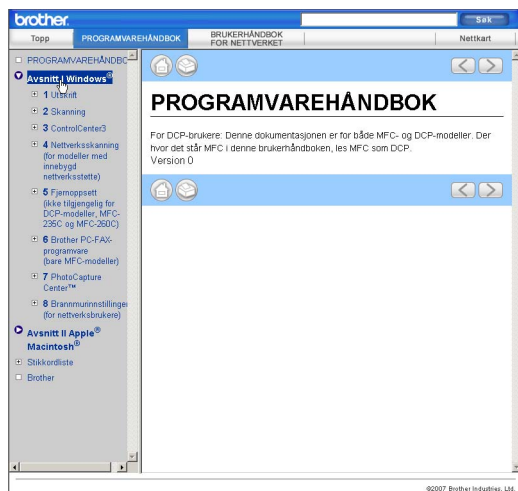 brother
Søk
Topp
PROGRAMVAREHÅNDBOK
BRUKERHÅNDBOK
FOR NETTVERKET
Nettkart
PROGRAMVAREHÅNDBO
Avsnitt I Windows®
1 Utskrift
2 Skanning
3 ControlCenter3
4 Nettverksskanning
(for modeller med
innebygd
nettverksstøtte)
5 Fjernoppsett
(ikke tilgjengelig for
DCP-modeller, MFC-
235C og MFC-260C)
6 Brother PC-FAX-
programvare
(bare MFC-modeller)
7 PhotoCapture
Center™
8 Brannmurinnstillinger
(for nettverksbrukere)
Avsnitt II Apple®
Macintosh®
Stikkordliste
Brother
PROGRAMVAREHÅNDBOK
For DCP-brukere: Denne dokumentasjonen er for både MFC- og DCP-modeller. Der
hvor det står MFC i denne brukerhåndboken, les MFC som DCP.
Version 0
©2007 Brother Industries, Ltd.